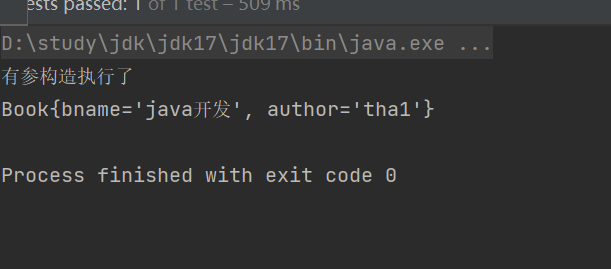 ests passed: 1 of 1 test – 509 ms
D:\study\jdk\jdk17\jdk17\bin\java.exe ...
有参构造执行了
Book{bname='java开发', author='tha1'}
Process finished with exit code 0